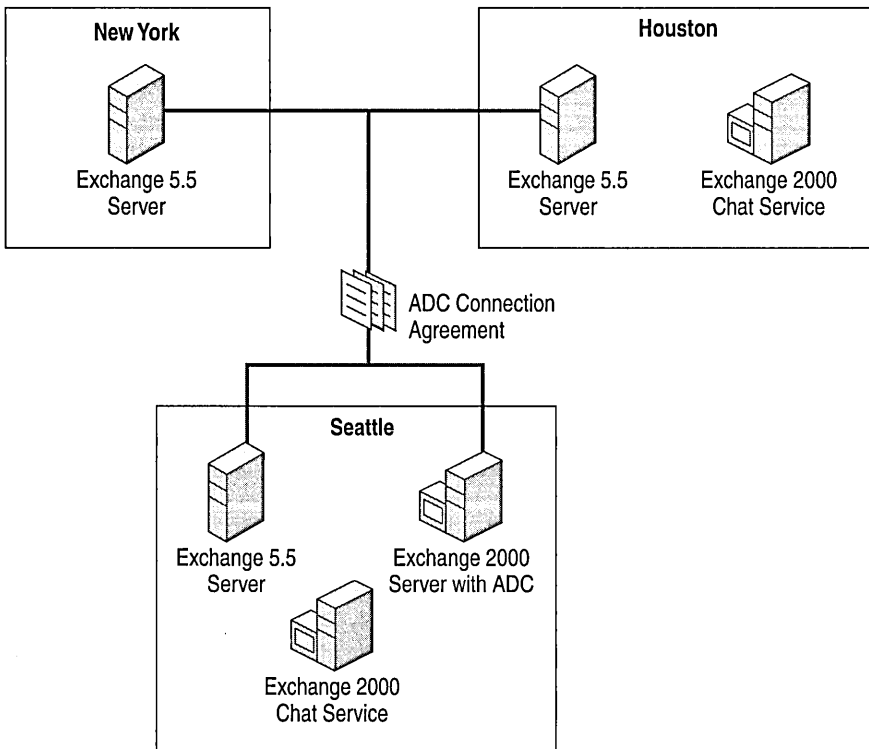 New York
Exchange 5.5
Server
Houston
Exchange 5.5
Server
Exchange 2000
Chat Service
ADC Connection
Agreement
Seattle
Exchange 5.5
Server
Exchange 2000
Server with ADC
Exchange 2000
Chat Service